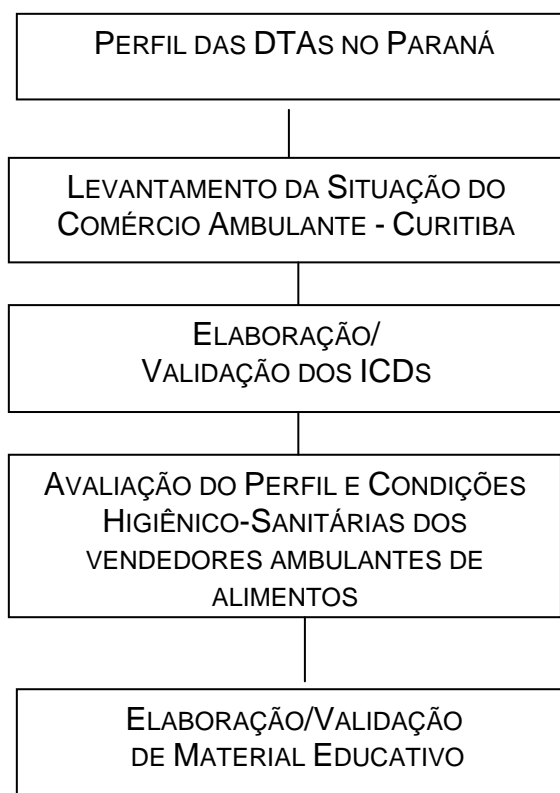 PERFIL DAS DTAS NO PARANÁ
LEVANTAMENTO DA SITUAÇÃO DO
COMÉRCIO AMBULANTE - CURITIBA
ELABORAÇÃO/
VALIDAÇÃO DOS ICDS
AVALIAÇÃO DO PERFIL E CONDIÇÕES
HIGIÊNICO-SANITÁRIAS DOS
VENDEDORES AMBULANTES DE
ALIMENTOS
ELABORAÇÃO/VALIDAÇÃO
DE MATERIAL EDUCATIVO